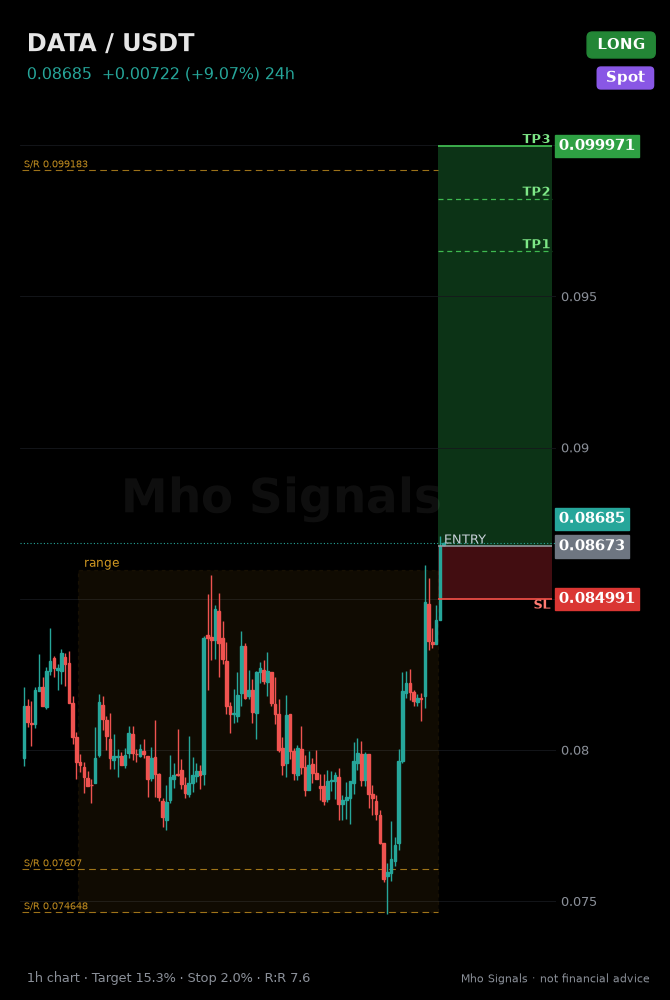 DATA / USDT
LONG
0.08685 +0.00722 (+9.07%) 24h
Spot
TP3
0.099971
S/R 0.099183
TP2
TP1
0.095
0.09
Mho Signals
0.08685
ENTRY
0.08673
range
0.084991
SL
0.08
S/R 0.07607
S/R 0.074648
0.075
1h chart · Target 15.3% · Stop 2.0% · R:R 7.6
Mho Signals · not financial advice